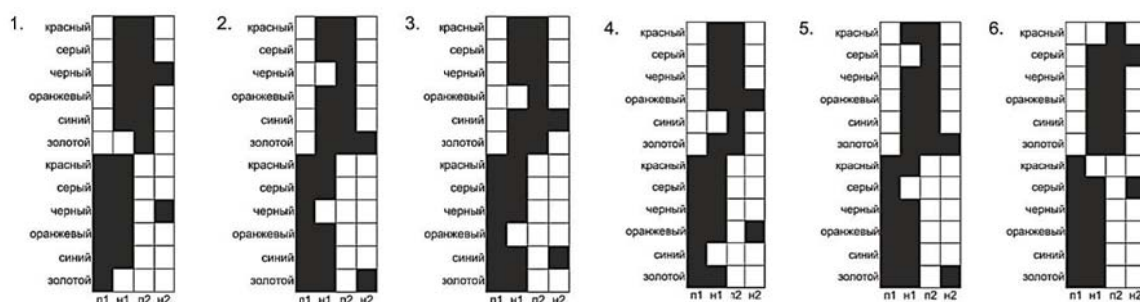 1.
красный
серый
черный
оранжевый
синий
золотой
красный
серый
черный
оранжевый
синий
золотой
п1 н1 п2 н2
2.
красный
серый
черный
оранжевый
синий
золотой
красный
серый
черный
оранжевый
синий
золотой
п1 н1 п2 н2
3.
красный
серый
черный
оранжевый
синий
золотой
красный
серый
черный
оранжевый
синий
золотой
п1 н1 п2 н2
4.
красный
серый
черный
оранжевый
синий
золотой
красный
серый
черный
оранжевый
синий
золотой
п1 н1 п2 н2
5.
красный
серый
черный
оранжевый
синий
золотой
красный
серый
черный
оранжевый
синий
золотой
п1 н1 п2 н2
6.
красный
серый
черный
оранжевый
синий
золотой
красный
серый
черный
оранжевый
синий
золотой
п1 н1 п2 н2